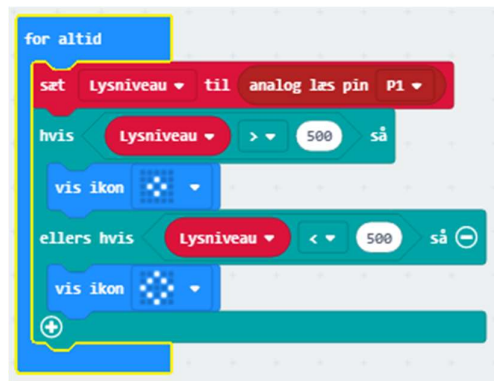 for altid
sæt Lysniveau til analog læs pin P1
hvis Lysniveau > 500 så
vis ikon
ellers hvis Lysniveau < 500 så
vis ikon